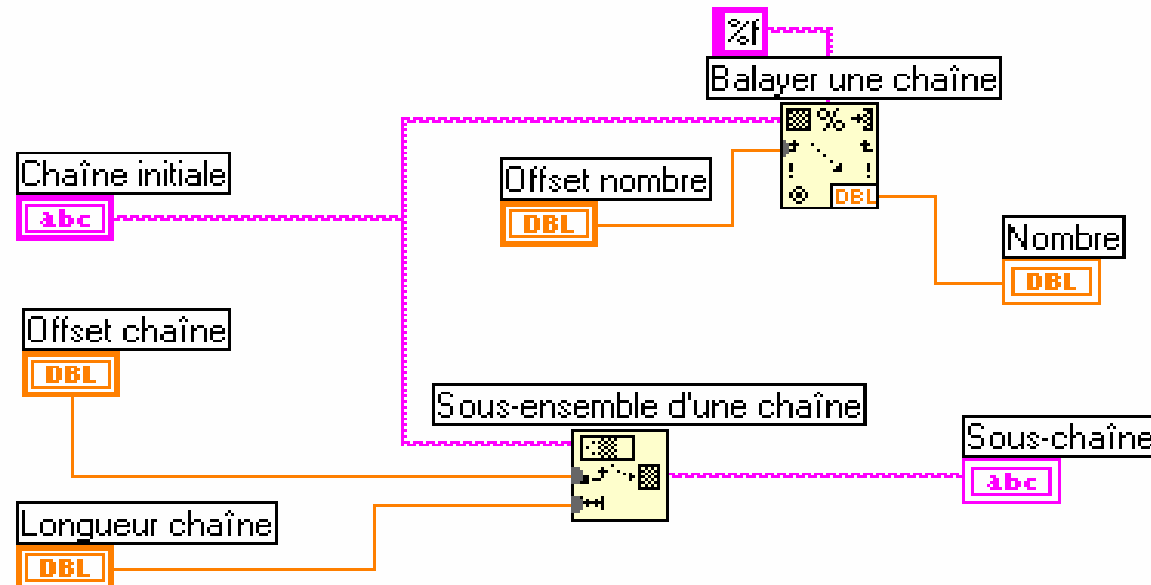 %f
Balayer une chaîne
%
Chaîne initiale
abc
Offset nombre
DBL
DBL
Nombre
DBL
Offset chaîne
DBL
Sous-ensemble d'une chaîne
Sous-chaîne
abc
Longueur chaîne
DBL